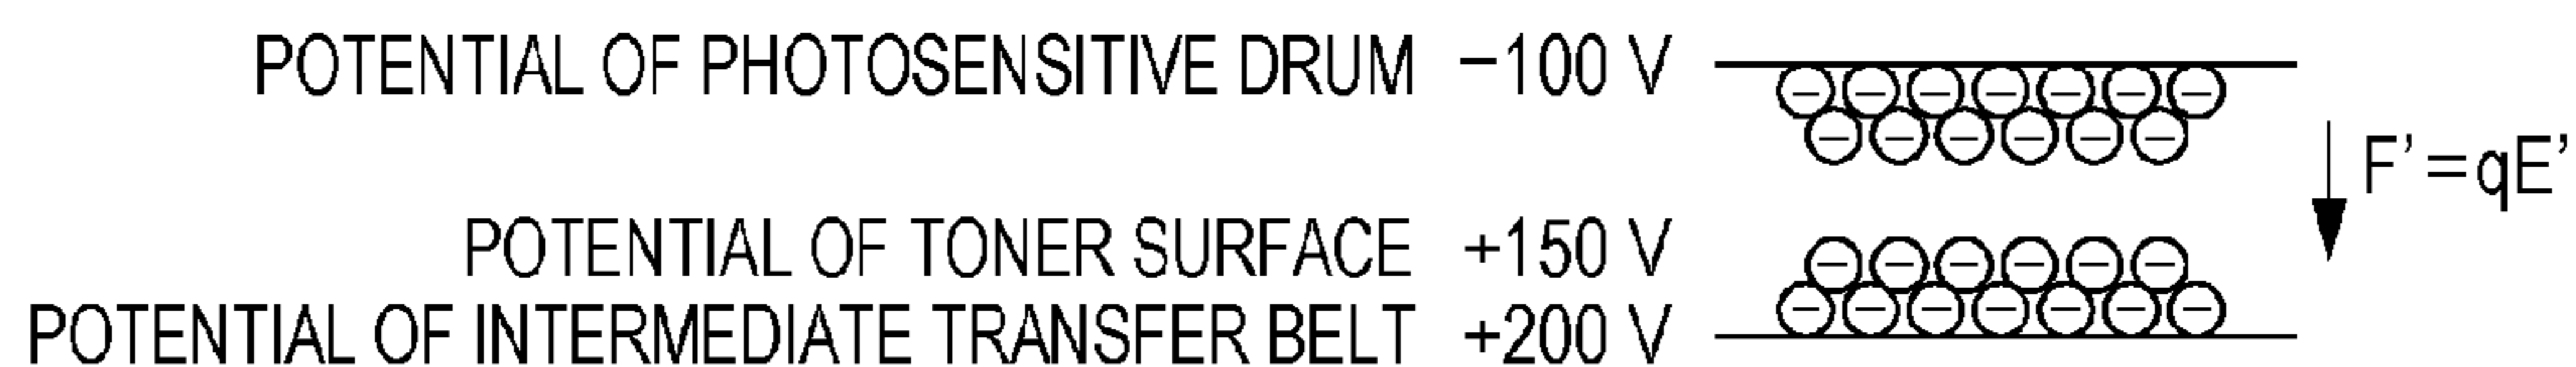 POTENTIAL OF PHOTOSENSITIVE DRUM −100 V
F’=qE’
POTENTIAL OF TONER SURFACE +150 V
POTENTIAL OF INTERMEDIATE TRANSFER BELT +200 V